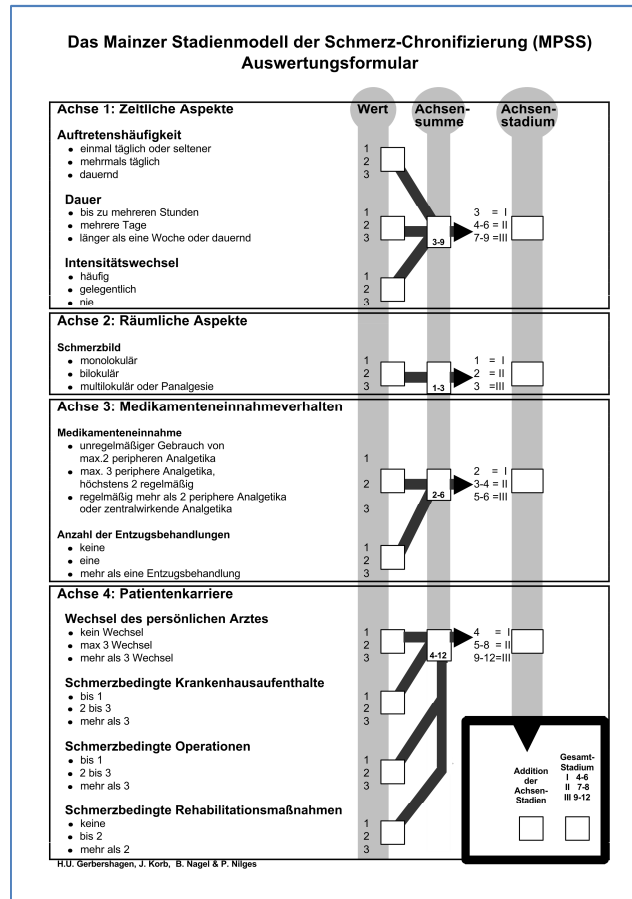 Das Mainzer Stadienmodell der Schmerz-Chronifizierung (MPSS)
Auswertungsformular
Achse 1: Zeitliche Aspekte
Wert
Achsen-
summe
Achsen-
stadium
Auftretenshäufigkeit
• einmal täglich oder seltener 1
• mehrmals täglich 2
• dauernd 3
Dauer
• bis zu mehreren Stunden 1
• mehrere Tage 2
• länger als eine Woche oder dauernd 3
3-9
3 = I
4-6 = II
7-9 =III
Intensitätswechsel
• häufig 1
• gelegentlich 2
• nie 3
Achse 2: Räumliche Aspekte
Schmerzbild
• monolokulär 1
• bilokulär 2
• multilokulär oder Panalgesie 3
1-3
1 = I
2 = II
3 =III
Achse 3: Medikamenteneinnahmeverhalten
Medikamenteneinnahme
• unregelmäßiger Gebrauch von
max.2 peripheren Analgetika 1
• max. 3 periphere Analgetika,
höchstens 2 regelmäßig 2
• regelmäßig mehr als 2 periphere Analgetika
oder zentralwirkende Analgetika 3
2-6
2 = I
3-4 = II
5-6 =III
Anzahl der Entzugsbehandlungen
• keine 1
• eine 2
• mehr als eine Entzugsbehandlung 3
Achse 4: Patientenkarriere
Wechsel des persönlichen Arztes
• kein Wechsel 1
• max 3 Wechsel 2
• mehr als 3 Wechsel 3
4-12
4 = I
5-8 = II
9-12=III
Schmerzbedingte Krankenhausaufenthalte
• bis 1 1
• 2 bis 3 2
• mehr als 3 3
Schmerzbedingte Operationen
• bis 1 1
• 2 bis 3 2
• mehr als 3 3
Schmerzbedingte Rehabilitationsmaßnahmen
• keine 1
• bis 2 2
• mehr als 2 3
Addition
der
Achsen-
Stadien
Gesamt-
Stadium
I 4-6
II 7-8
III 9-12
H.U. Gerbershagen, J. Korb, B. Nagel & P. Nilges